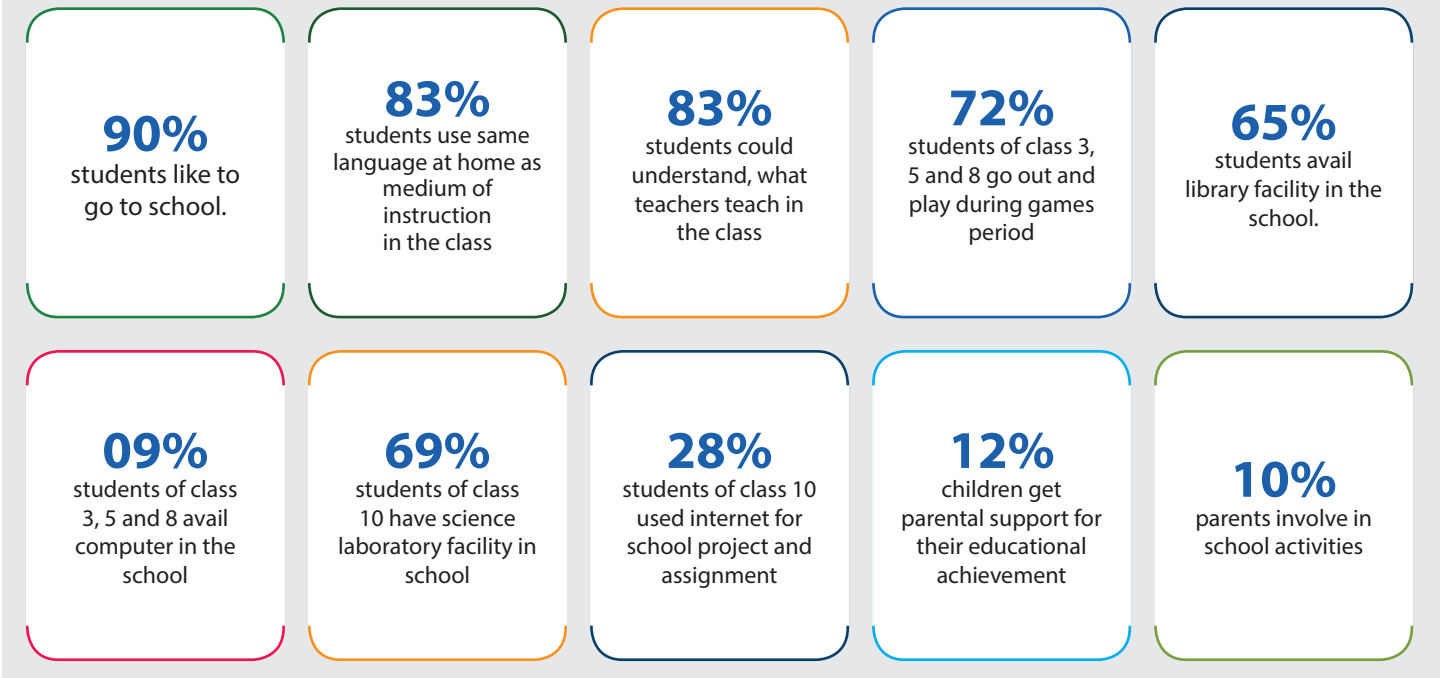 90%
students like to
go to school.
83%
students use same
language at home as
medium of
instruction
in the class
83%
students could
understand, what
teachers teach in
the class
72%
students of class 3,
5 and 8 go out and
play during games
period
65%
students avail
library facility in the
school.
09%
students of class
3, 5 and 8 avail
computer in the
school
69%
students of class
10 have science
laboratory facility in
school
28%
students of class 10
used internet for
school project and
assignment
12%
children get
parental support for
their educational
achievement
10%
parents involve in
school activities